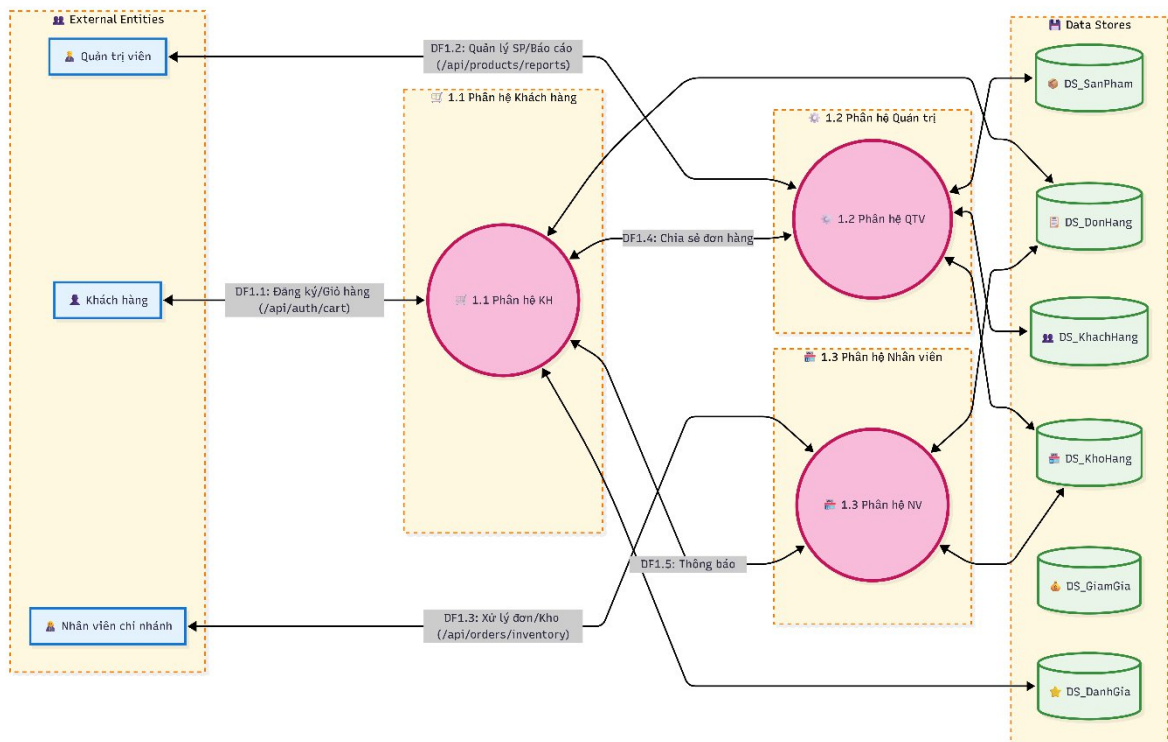 External Entities
Quản trị viên
Khách hàng
Nhân viên chi nhánh
DF1.2: Quản lý SP/Báo cáo
(/api/products/reports)
DF1.1: Đăng ký/Giỏ hàng
(/api/auth/cart)
DF1.3: Xử lý đơn/Kho
(/api/orders/inventory)
1.1 Phân hệ Khách hàng
1.1 Phân hệ KH
DF1.4: Chia sẻ đơn hàng
DF1.5: Thông báo
1.2 Phân hệ Quản trị
1.2 Phân hệ QTV
1.3 Phân hệ Nhân viên
1.3 Phân hệ NV
Data Stores
DS_SanPham
DS_DonHang
DS_KhachHang
DS_KhoHang
DS_GiamGia
DS_DanhGia